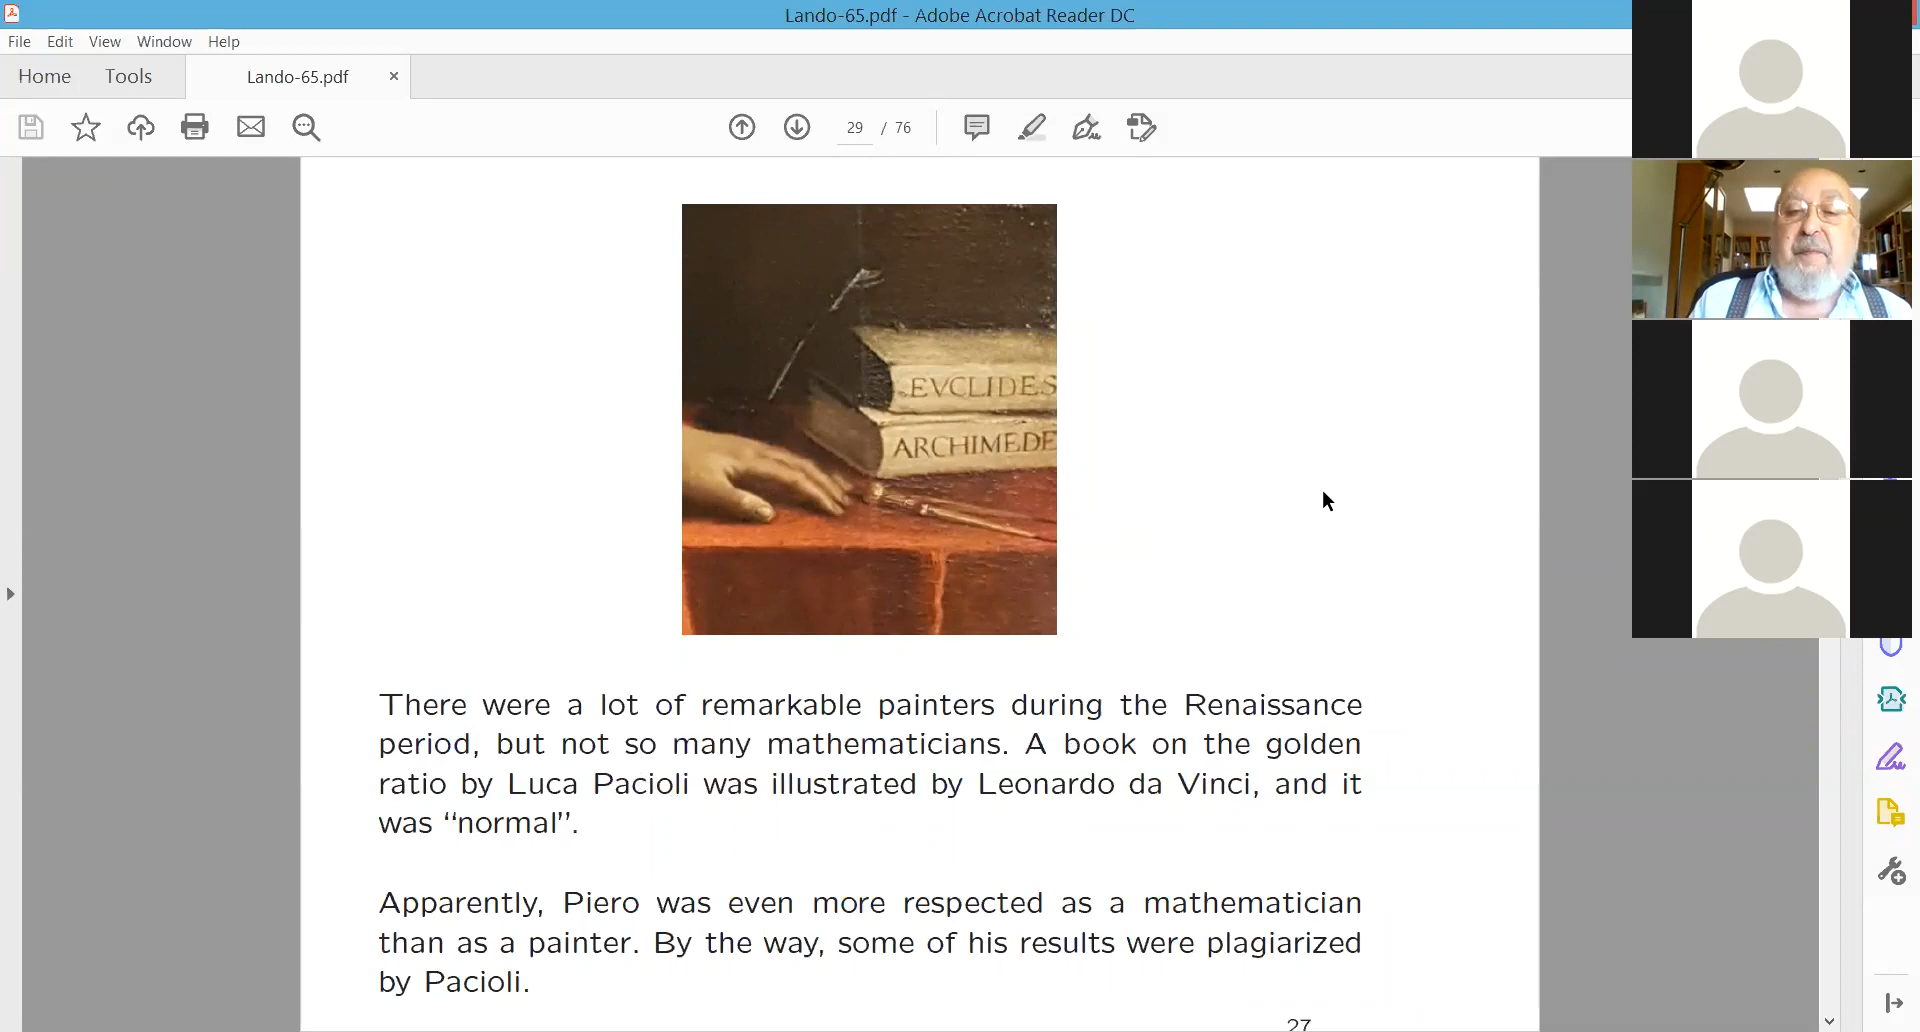 Lando-65.pdf - Adobe Acrobat Reader DC
File Edit View Window Help
Home Tools Lando-65.pdf ×
29 / 76
EVCLIDES
ARCHIMEDE
There were a lot of remarkable painters during the Renaissance
period, but not so many mathematicians. A book on the golden
ratio by Luca Pacioli was illustrated by Leonardo da Vinci, and it
was “normal”.
Apparently, Piero was even more respected as a mathematician
than as a painter. By the way, some of his results were plagiarized
by Pacioli.
27